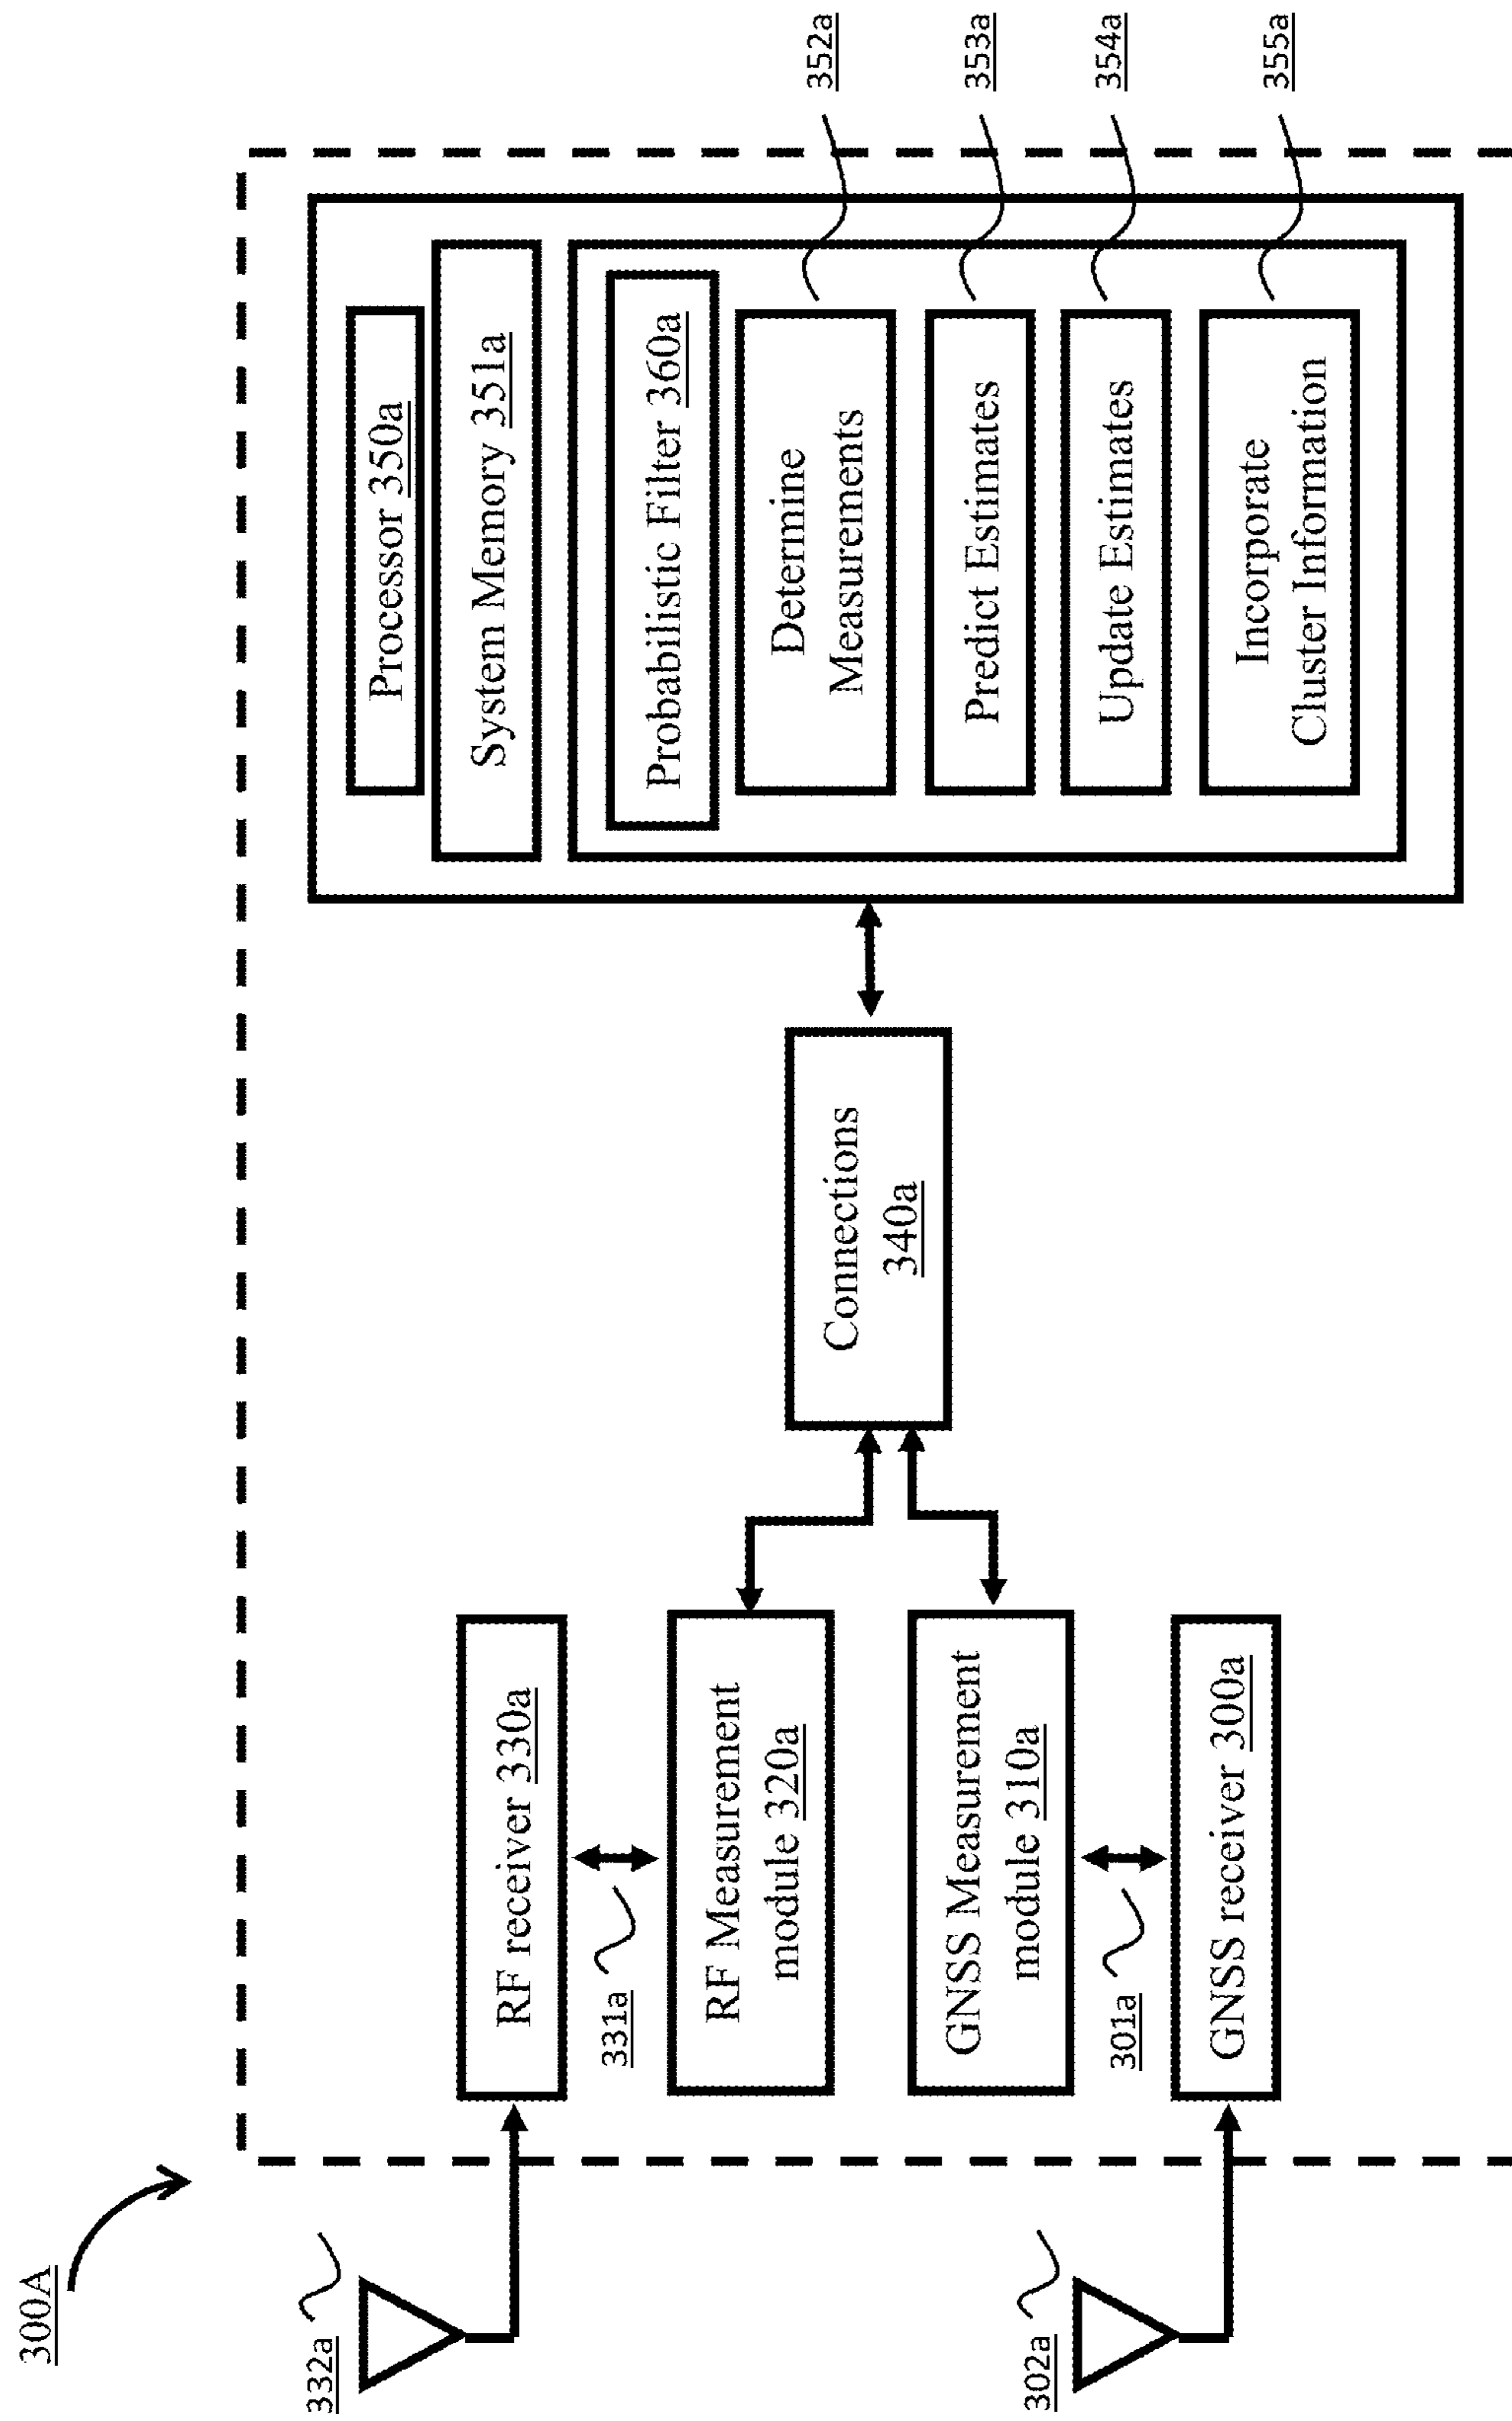 300A
332a
302a
RF receiver 330a
331a
RF Measurement
module 320a
GNSS Measurement
module 310a
301a
GNSS receiver 300a
Connections
340a
Processor 350a
System Memory 351a
Probabilistic Filter 360a
Determine
Measurements
Predict Estimates
Update Estimates
Incorporate
Cluster Information
352a
353a
354a
355a